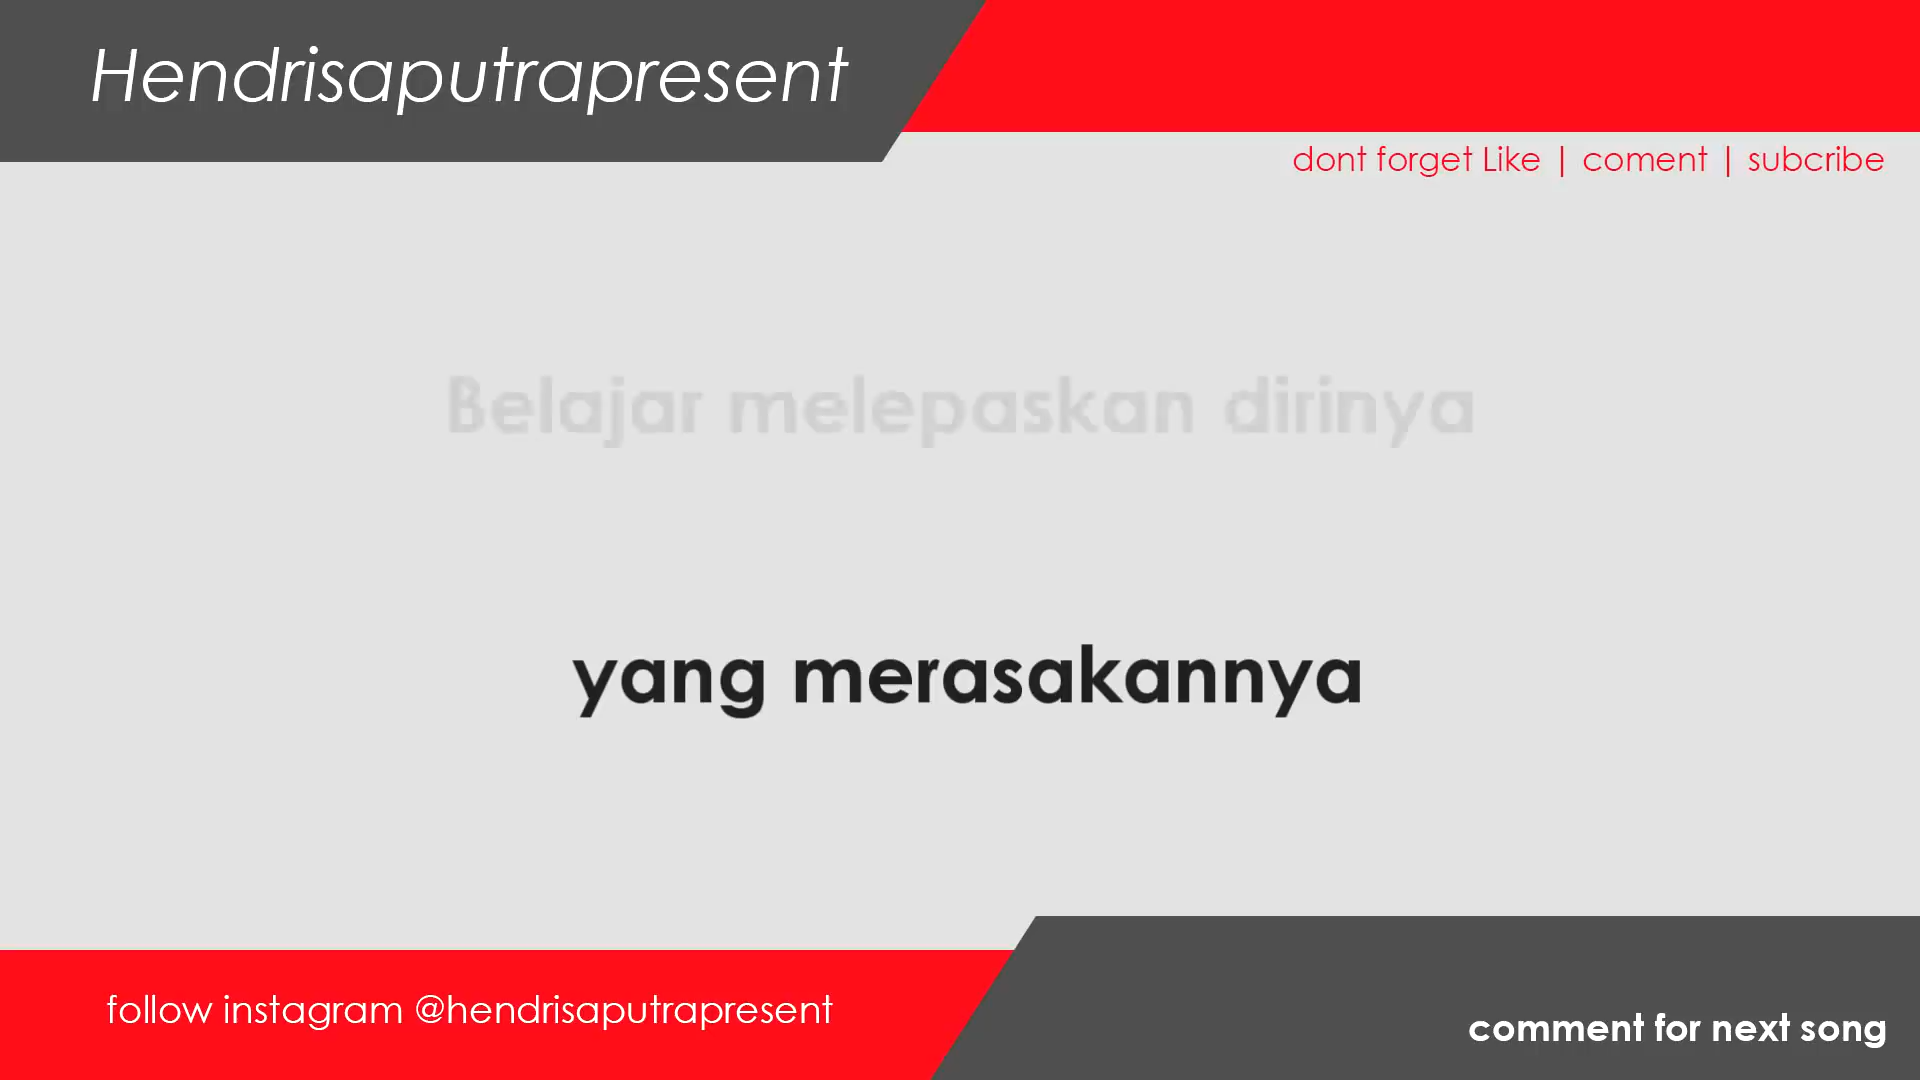 Hendrisaputrapresent
dont forget Like | coment | subcribe
Belajar melepaskan dirinya
yang merasakannya
follow instagram @hendrisaputrapresent
comment for next song